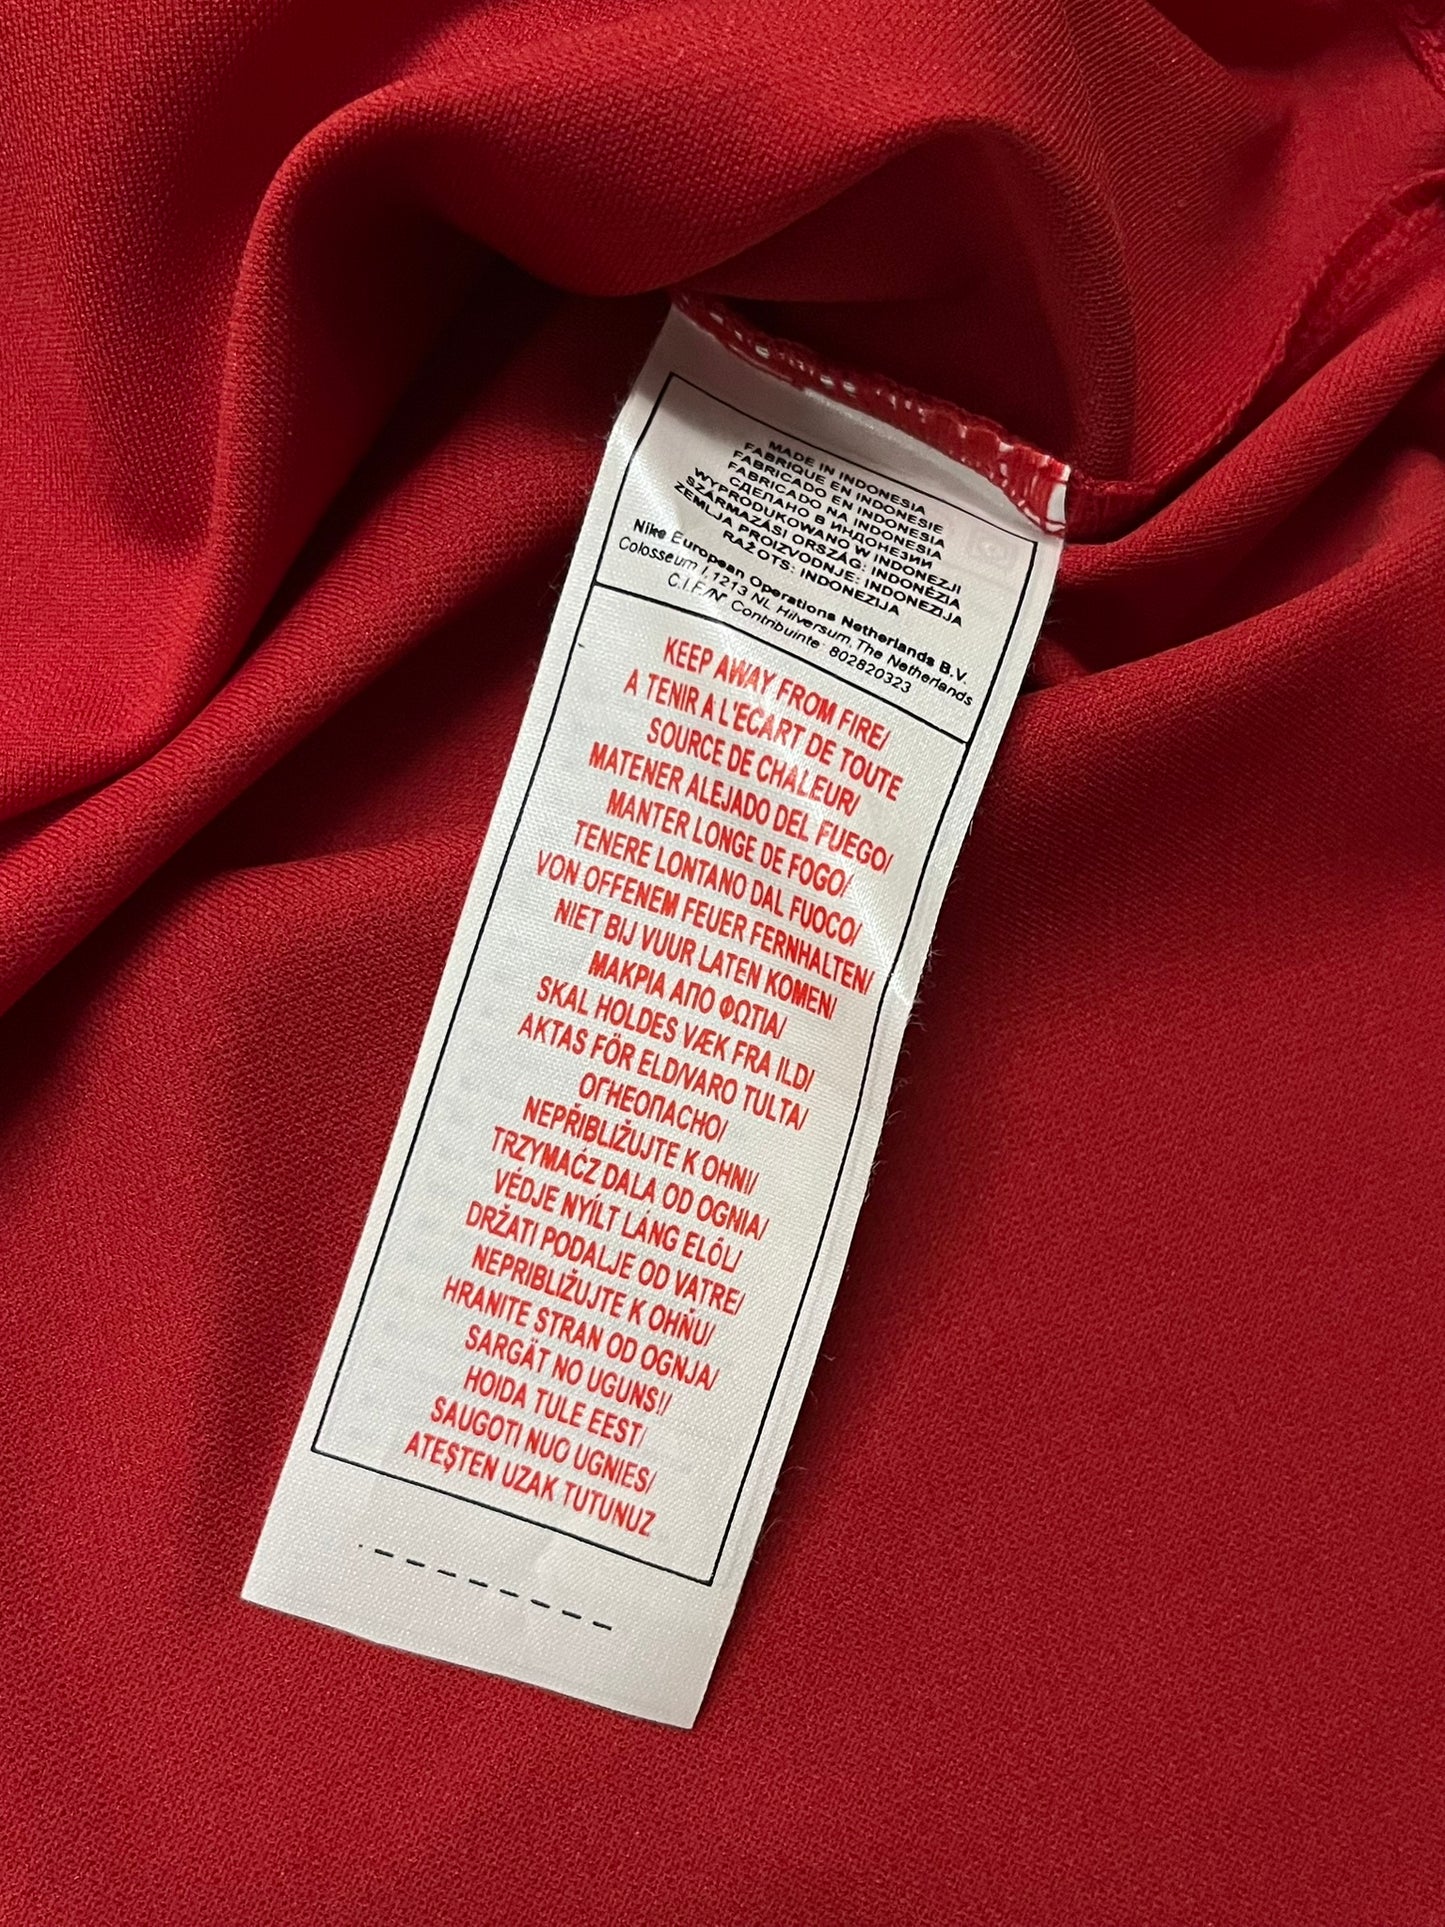 MADE IN INDONESIA
FABRIQUE EN INDONESIE
FABRICADO EN INDONESIA
FABRICADO NA INDONESIA
СДЕЛАНО В ИНДОНЕЗИИ
WYPRODUKOWANO W INDONEZJI
SZÁRMAZÁSI ORSZÁG: INDONÉZIA
ZEMLJA PROIZVODNJE: INDONEZIJA
RAŽOTS: INDONEZIJA
Nike European Operations Netherlands B.V.
Colosseum 1, 1213 NL Hilversum, The Netherlands
C.I.F./N° Contribuinte: 802820323
KEEP AWAY FROM FIRE/
A TENIR A L'ECART DE TOUTE
SOURCE DE CHALEUR/
MATENER ALEJADO DEL FUEGO/
MANTER LONGE DE FOGO/
TENERE LONTANO DAL FUOCO/
VON OFFENEM FEUER FERNHALTEN/
NIET BIJ VUUR LATEN KOMEN/
ΜΑΚΡΙΑ ΑΠΟ ΦΩΤΙΑ/
SKAL HOLDES VÆK FRA ILD/
AKTAS FÖR ELD/VARO TULTA/
ОГНЕОПАСНО/
NEPŘIBLIŽUJTE K OHNI/
TRZYMAĆZ DALA OD OGNIA/
VÉDJE NYÍLT LÁNG ELŐL/
DRŽATI PODALJE OD VATRE/
NEPRIBLIŽUJTE K OHŇU/
HRANITE STRAN OD OGNJA/
SARGĀT NO UGUNS!/
HOIDA TULE EEST/
SAUGOTI NUO UGNIES/
ATEŞTEN UZAK TUTUNUZ